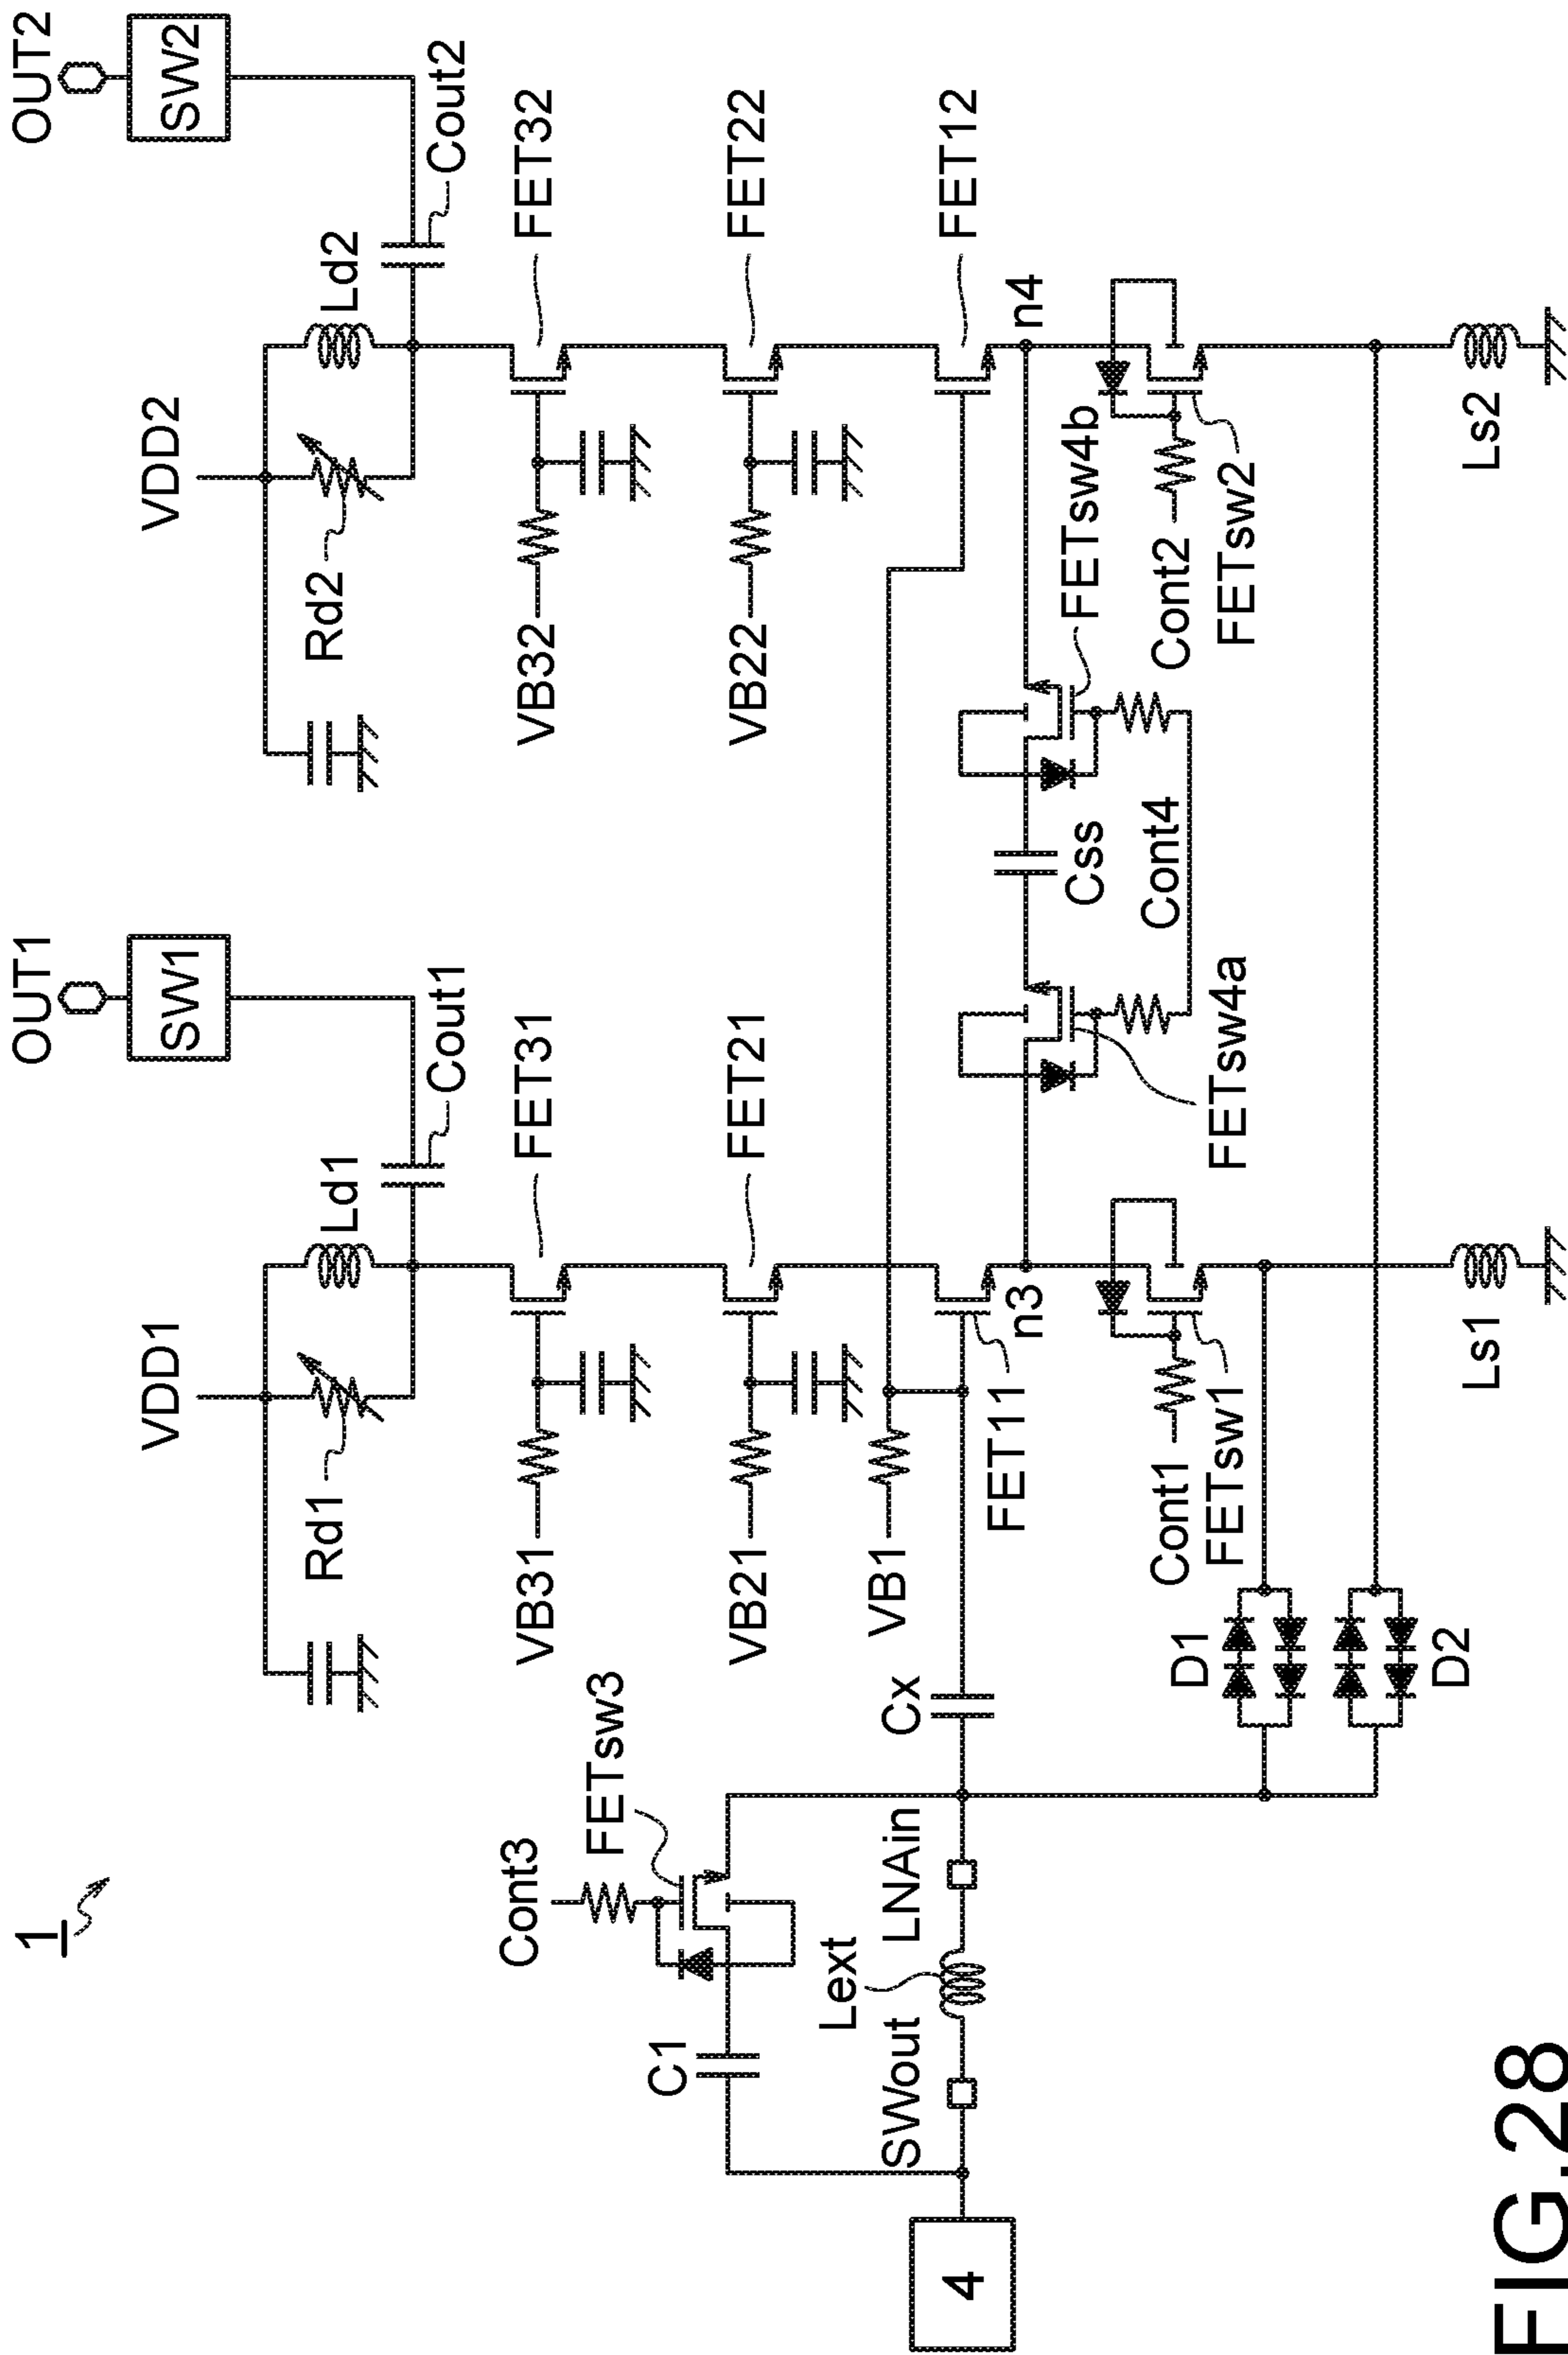 1
OUT1
OUT2
SW1
SW2
VDD1
VDD2
Rd1
Ld1
Cout1
Rd2
Ld2
Cout2
VB31
FET31
VB32
FET32
VB21
FET21
VB22
FET22
Cont3
FETsw3
C1
VB1
FET11
FET12
Lext
SWout
LNAin
Cx
4
n3
n4
Css
FETsw4a
FETsw4b
Cont4
Cont1
FETsw1
Cont2
FETsw2
D1
D2
Ls1
Ls2
FIG.28